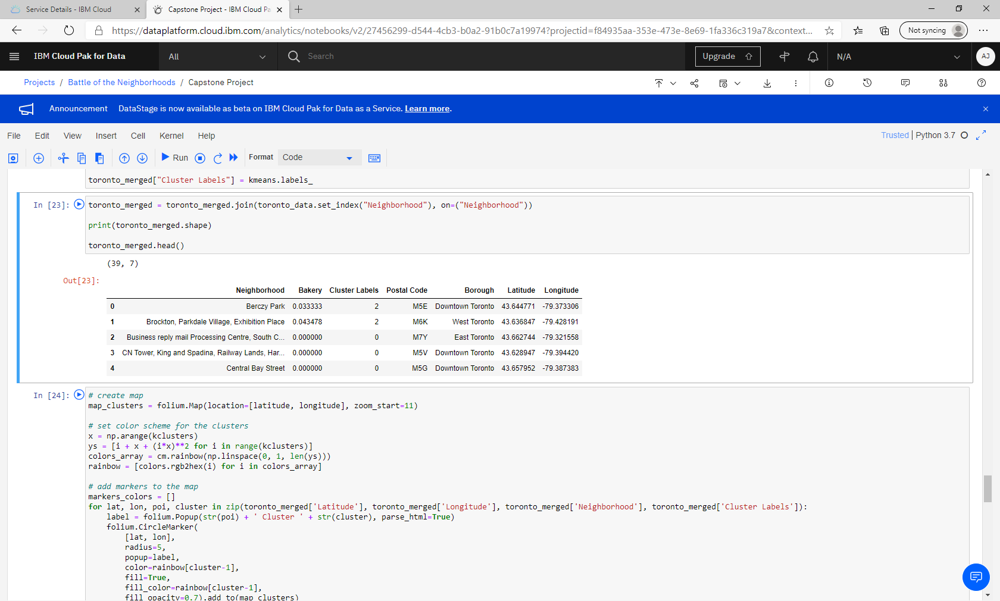 Service Details - IBM Cloud
Capstone Project - IBM Cloud Pa
https://dataplatform.cloud.ibm.com/analytics/notebooks/v2/27456299-d544-4cb3-b0a2-91b0c7a19974?projectid=f84935aa-353e-473e-8e69-1fa336c319a7&context...
Not syncing
IBM Cloud Pak for Data
All
Search
Upgrade
N/A
AJ
Projects / Battle of the Neighborhoods / Capstone Project
Announcement DataStage is now available as beta on IBM Cloud Pak for Data as a Service. Learn more.
File Edit View Insert Cell Kernel Help
Trusted | Python 3.7
Run
Format
Code
toronto_merged["Cluster Labels"] = kmeans.labels_
In [23]: toronto_merged = toronto_merged.join(toronto_data.set_index("Neighborhood"), on=("Neighborhood"))
print(toronto_merged.shape)
toronto_merged.head()
(39, 7)
Out[23]:
Neighborhood Bakery Cluster Labels Postal Code Borough Latitude Longitude
0 Berczy Park 0.033333 2 M5E Downtown Toronto 43.644771 -79.373306
1 Brockton, Parkdale Village, Exhibition Place 0.043478 2 M6K West Toronto 43.636847 -79.428191
2 Business reply mail Processing Centre, South C... 0.000000 0 M7Y East Toronto 43.662744 -79.321558
3 CN Tower, King and Spadina, Railway Lands, Har... 0.000000 0 M5V Downtown Toronto 43.628947 -79.394420
4 Central Bay Street 0.000000 0 M5G Downtown Toronto 43.657952 -79.387383
In [24]: # create map
map_clusters = folium.Map(location=[latitude, longitude], zoom_start=11)
# set color scheme for the clusters
x = np.arange(kclusters)
ys = [i + x + (i*x)**2 for i in range(kclusters)]
colors_array = cm.rainbow(np.linspace(0, 1, len(ys)))
rainbow = [colors.rgb2hex(i) for i in colors_array]
# add markers to the map
markers_colors = []
for lat, lon, poi, cluster in zip(toronto_merged['Latitude'], toronto_merged['Longitude'], toronto_merged['Neighborhood'], toronto_merged['Cluster Labels']):
label = folium.Popup(str(poi) + ' Cluster ' + str(cluster), parse_html=True)
folium.CircleMarker(
[lat, lon],
radius=5,
popup=label,
color=rainbow[cluster-1],
fill=True,
fill_color=rainbow[cluster-1],
fill_opacity=0.7).add_to(map_clusters)